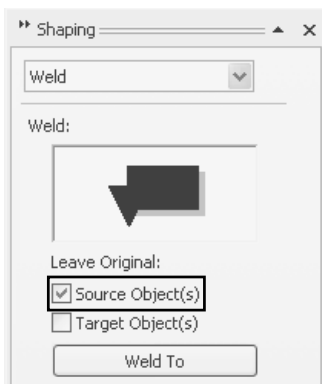 Shaping
Weld
Weld:
Leave Original:
Source Object(s)
Target Object(s)
Weld To